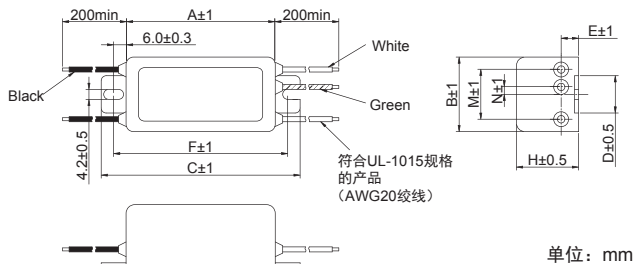 200min
A±1
200min
6.0±0.3
White
Black
Green
4.2±0.5
F±1
C±1
符合UL-1015规格
的产品
（AWG20绞线）
E±1
B±1
M±1
N±1
D±0.5
H±0.5
单位：mm